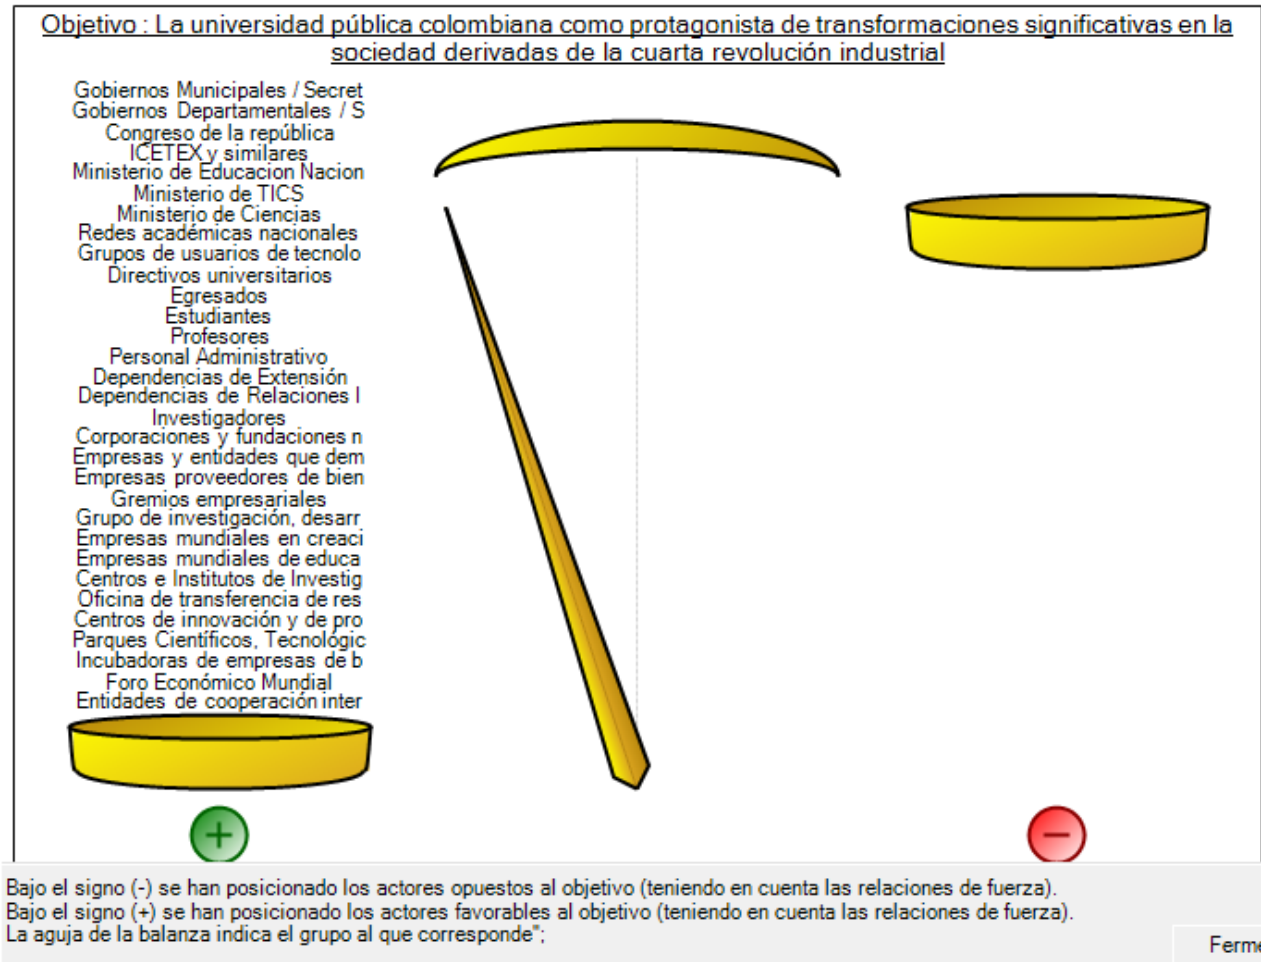 Objetivo : La universidad pública colombiana como protagonista de transformaciones significativas en la
sociedad derivadas de la cuarta revolución industrial
Gobiernos Municipales / Secret
Gobiernos Departamentales / S
Congreso de la república
ICETEX y similares
Ministerio de Educacion Nacion
Ministerio de TICS
Ministerio de Ciencias
Redes académicas nacionales
Grupos de usuarios de tecnolo
Directivos universitarios
Egresados
Estudiantes
Profesores
Personal Administrativo
Dependencias de Extensión
Dependencias de Relaciones I
Investigadores
Corporaciones y fundaciones n
Empresas y entidades que dem
Empresas proveedores de bien
Gremios empresariales
Grupo de investigación, desarr
Empresas mundiales en creaci
Empresas mundiales de educa
Centros e Institutos de Investig
Oficina de transferencia de res
Centros de innovación y de pro
Parques Científicos, Tecnológic
Incubadoras de empresas de b
Foro Económico Mundial
Entidades de cooperación inter
+
−
Bajo el signo (-) se han posicionado los actores opuestos al objetivo (teniendo en cuenta las relaciones de fuerza).
Bajo el signo (+) se han posicionado los actores favorables al objetivo (teniendo en cuenta las relaciones de fuerza).
La aguja de la balanza indica el grupo al que corresponde";
Ferme